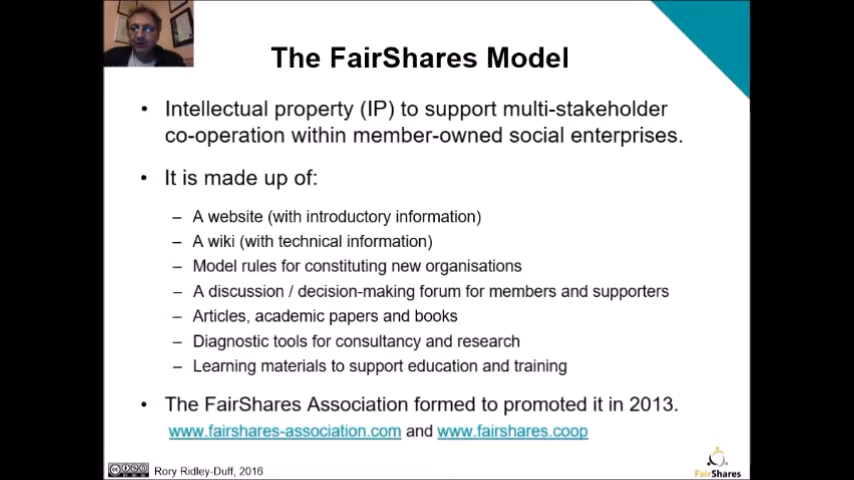 The FairShares Model
• Intellectual property (IP) to support multi-stakeholder
co-operation within member-owned social enterprises.
• It is made up of:
– A website (with introductory information)
– A wiki (with technical information)
– Model rules for constituting new organisations
– A discussion / decision-making forum for members and supporters
– Articles, academic papers and books
– Diagnostic tools for consultancy and research
– Learning materials to support education and training
• The FairShares Association formed to promoted it in 2013.
www.fairshares-association.com and www.fairshares.coop
Rory Ridley-Duff, 2016
FairShares